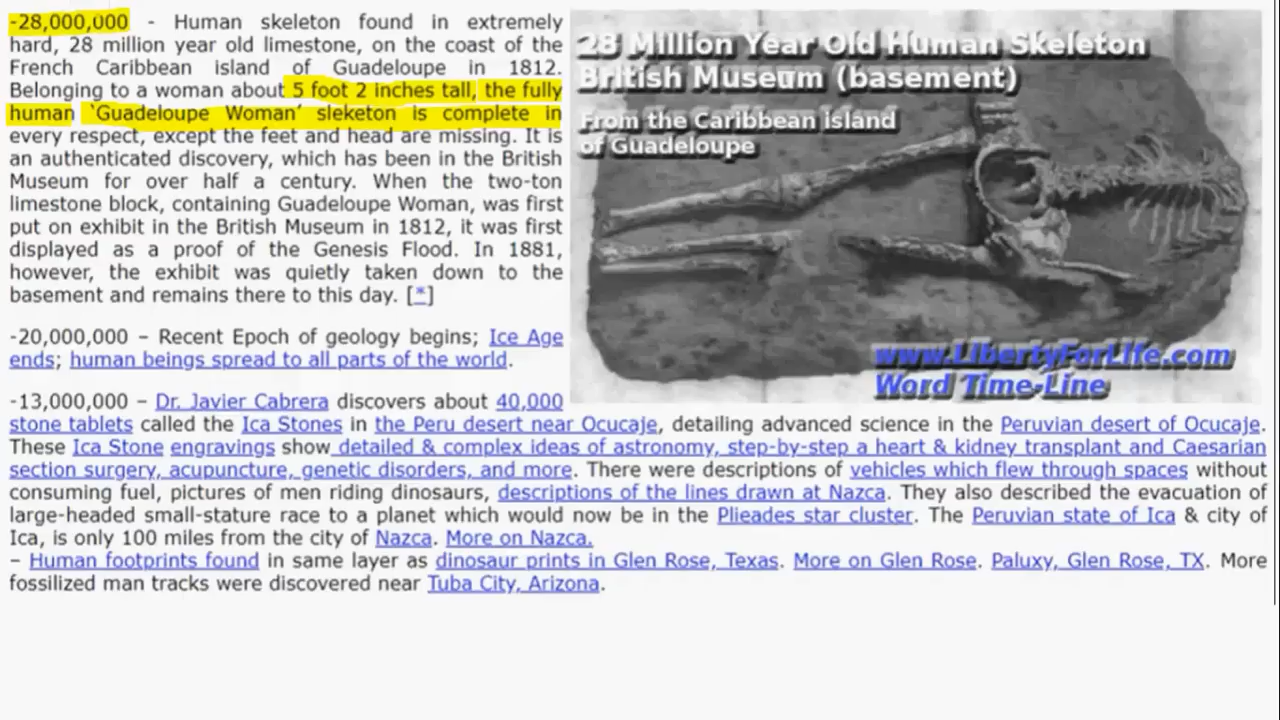 -28,000,000 - Human skeleton found in extremely
hard, 28 million year old limestone, on the coast of the
French Caribbean island of Guadeloupe in 1812.
Belonging to a woman about 5 foot 2 inches tall, the fully
human ‘Guadeloupe Woman’ sleketon is complete in
every respect, except the feet and head are missing. It is
an authenticated discovery, which has been in the British
Museum for over half a century. When the two-ton
limestone block, containing Guadeloupe Woman, was first
put on exhibit in the British Museum in 1812, it was first
displayed as a proof of the Genesis Flood. In 1881,
however, the exhibit was quietly taken down to the
basement and remains there to this day. [*]
28 Million Year Old Human Skeleton
British Museum (basement)
From the Caribbean island
of Guadeloupe
www.LibertyForLife.com
Word Time-Line
-20,000,000 – Recent Epoch of geology begins; Ice Age
ends; human beings spread to all parts of the world.
-13,000,000 – Dr. Javier Cabrera discovers about 40,000
stone tablets called the Ica Stones in the Peru desert near Ocucaje, detailing advanced science in the Peruvian desert of Ocucaje.
These Ica Stone engravings show detailed & complex ideas of astronomy, step-by-step a heart & kidney transplant and Caesarian
section surgery, acupuncture, genetic disorders, and more. There were descriptions of vehicles which flew through spaces without
consuming fuel, pictures of men riding dinosaurs, descriptions of the lines drawn at Nazca. They also described the evacuation of
large-headed small-stature race to a planet which would now be in the Plieades star cluster. The Peruvian state of Ica & city of
Ica, is only 100 miles from the city of Nazca. More on Nazca.
– Human footprints found in same layer as dinosaur prints in Glen Rose, Texas. More on Glen Rose. Paluxy, Glen Rose, TX. More
fossilized man tracks were discovered near Tuba City, Arizona.